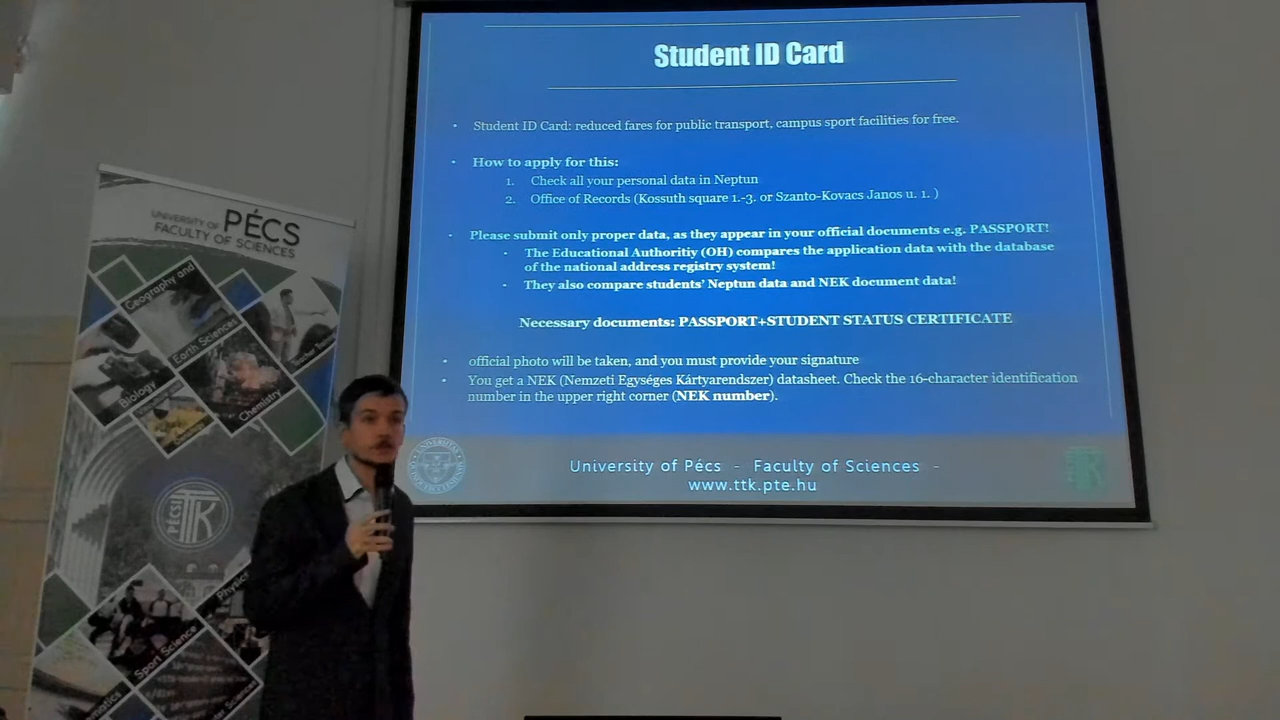 Student ID Card
• Student ID Card: reduced fares for public transport, campus sport facilities for free.
• How to apply for this:
1. Check all your personal data in Neptun
2. Office of Records (Kossuth square 1.-3. or Szanto-Kovacs Janos u. 1. )
• Please submit only proper data, as they appear in your official documents e.g. PASSPORT!
• The Educational Authoritiy (OH) compares the application data with the database
of the national address registry system!
• They also compare students' Neptun data and NEK document data!
Necessary documents: PASSPORT+STUDENT STATUS CERTIFICATE
• official photo will be taken, and you must provide your signature
• You get a NEK (Nemzeti Egységes Kártyarendszer) datasheet. Check the 16-character identification
number in the upper right corner (NEK number).
University of Pécs - Faculty of Sciences -
www.ttk.pte.hu
UNIVERSITY OF PÉCS
FACULTY OF SCIENCES
Geography and
Earth Sciences
Biology
Chemistry
PÉCSI TTK
Physics
Sport Science